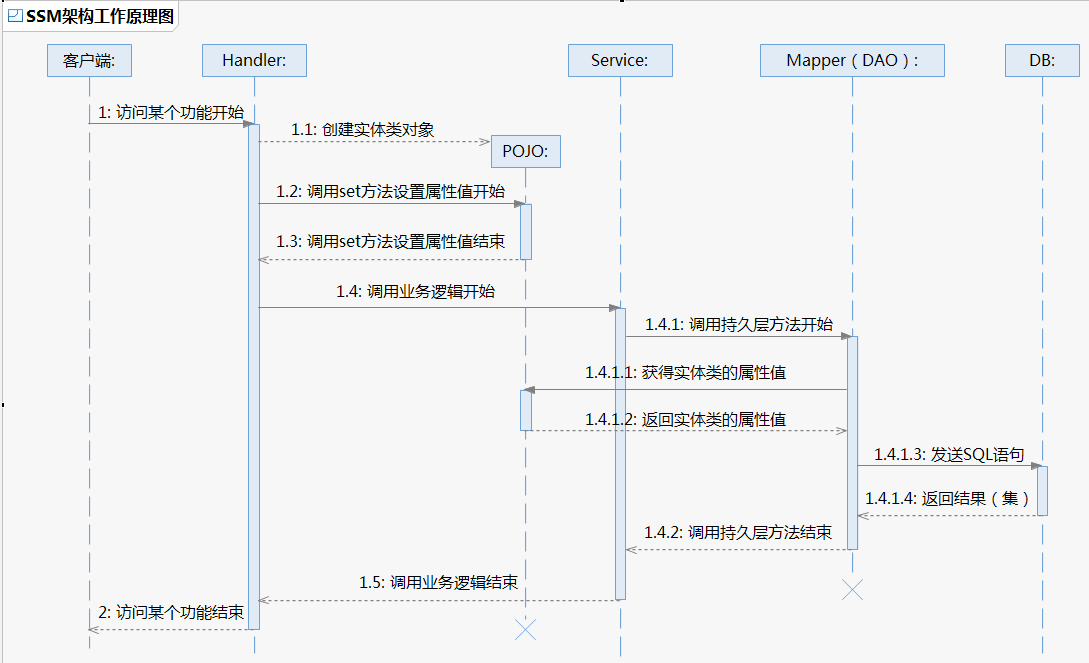 SSM架构工作原理图
客户端:
Handler:
Service:
Mapper（DAO）:
DB:
1: 访问某个功能开始
1.1: 创建实体类对象
POJO:
1.2: 调用set方法设置属性值开始
1.3: 调用set方法设置属性值结束
1.4: 调用业务逻辑开始
1.4.1: 调用持久层方法开始
1.4.1.1: 获得实体类的属性值
1.4.1.2: 返回实体类的属性值
1.4.1.3: 发送SQL语句
1.4.1.4: 返回结果（集）
1.4.2: 调用持久层方法结束
1.5: 调用业务逻辑结束
2: 访问某个功能结束